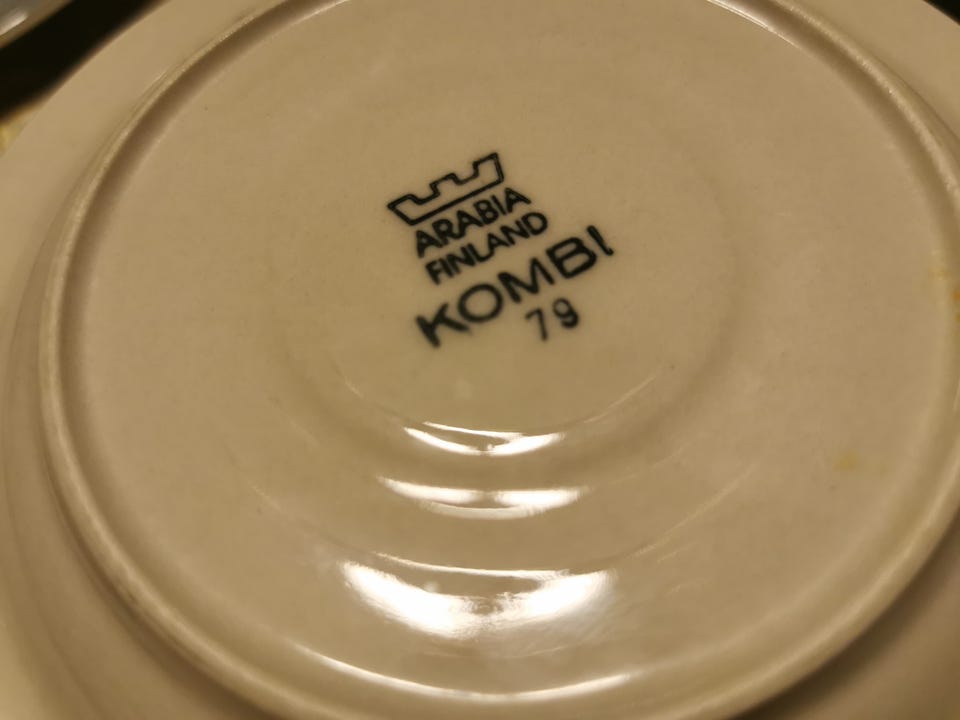 ARABIA
FINLAND
KOMBI
79